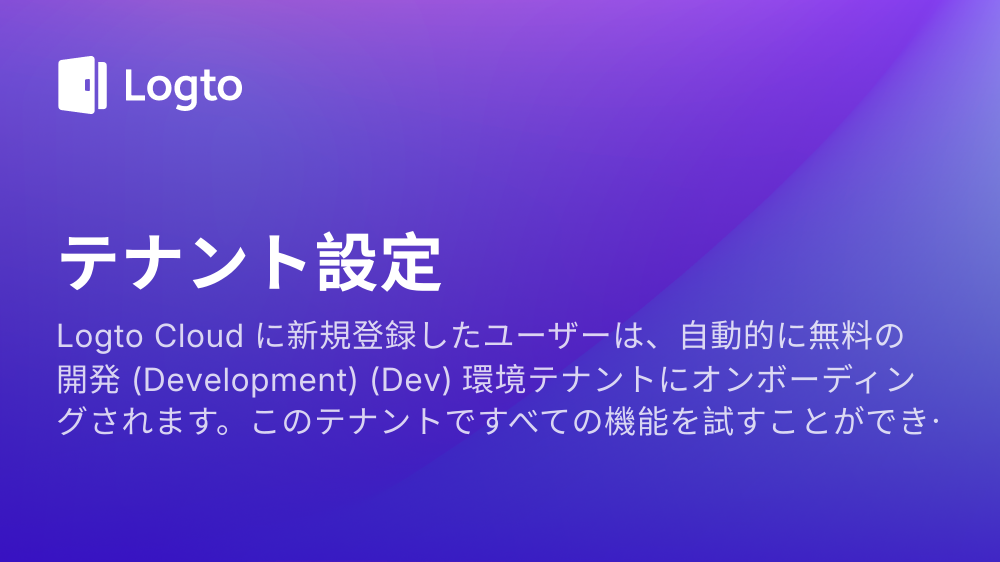 Logto
テナント設定
Logto Cloud に新規登録したユーザーは、自動的に無料の
開発 (Development) (Dev) 環境テナントにオンボーディン
グされます。このテナントですべての機能を試すことができ·